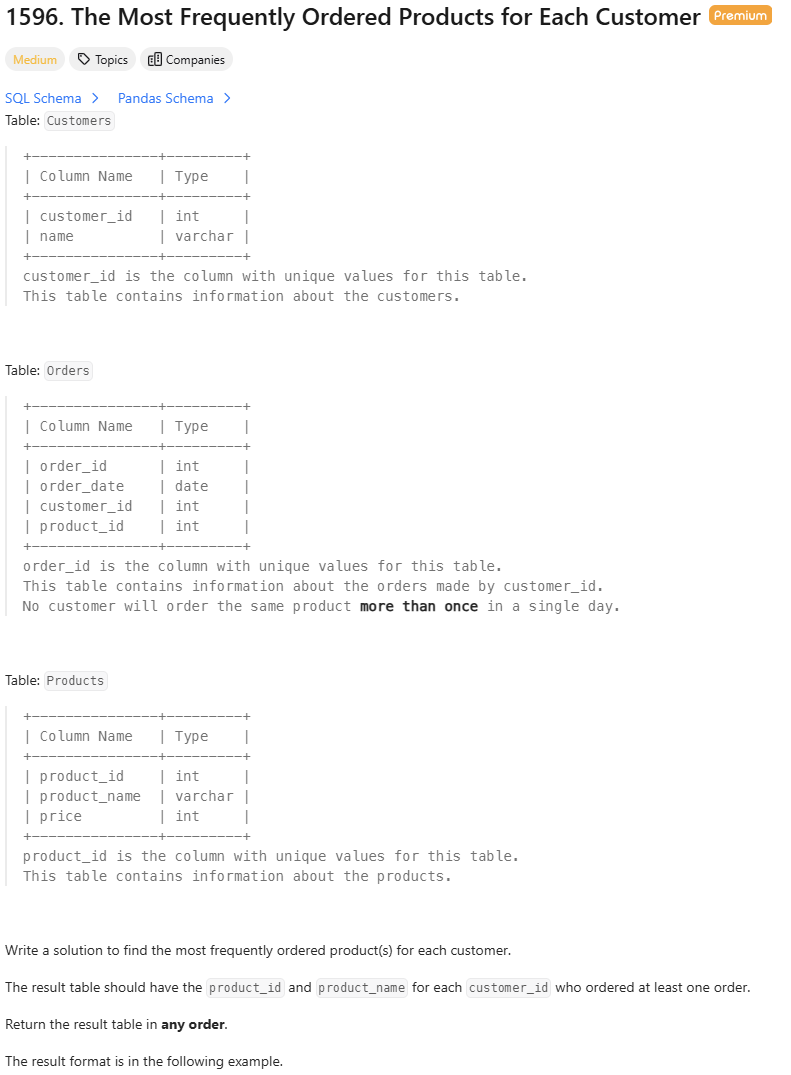 1596. The Most Frequently Ordered Products for Each Customer Premium
Medium Topics Companies
SQL Schema > Pandas Schema >
Table: Customers
+---------------+---------+
| Column Name   | Type    |
+---------------+---------+
| customer_id   | int     |
| name          | varchar |
+---------------+---------+
customer_id is the column with unique values for this table.
This table contains information about the customers.
Table: Orders
+---------------+---------+
| Column Name   | Type    |
+---------------+---------+
| order_id      | int     |
| order_date    | date    |
| customer_id   | int     |
| product_id    | int     |
+---------------+---------+
order_id is the column with unique values for this table.
This table contains information about the orders made by customer_id.
No customer will order the same product more than once in a single day.
Table: Products
+---------------+---------+
| Column Name   | Type    |
+---------------+---------+
| product_id    | int     |
| product_name  | varchar |
| price         | int     |
+---------------+---------+
product_id is the column with unique values for this table.
This table contains information about the products.
Write a solution to find the most frequently ordered product(s) for each customer.
The result table should have the product_id and product_name for each customer_id who ordered at least one order.
Return the result table in any order.
The result format is in the following example.